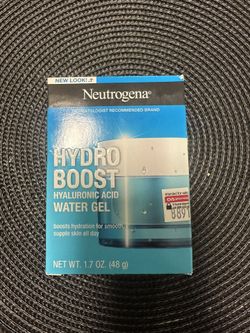 NEW LOOK!
Neutrogena®
DERMATOLOGIST RECOMMENDED BRAND
HYDRO
BOOST
HYALURONIC ACID
WATER GEL
boosts hydration for smooth,
supple skin all day
NET WT. 1.7 OZ. (48 g)